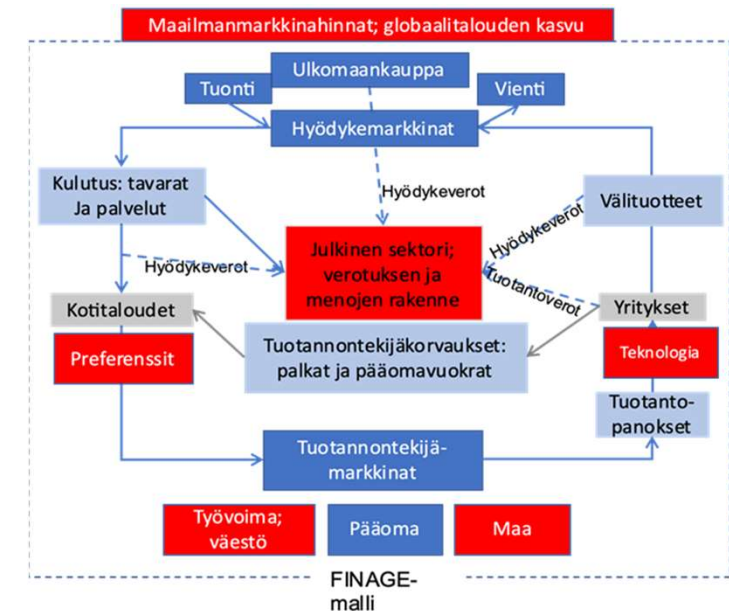 Maailmanmarkkinahinnat; globaalitalouden kasvu
Ulkomaankauppa
Tuonti
Vienti
Hyödykemarkkinat
Kulutus: tavarat
Ja palvelut
Hyödykeverot
Välituotteet
Hyödykeverot
Julkinen sektori;
verotuksen ja
menojen rakenne
Hyödykeverot
Tuotantoverot
Kotitaloudet
Yritykset
Preferenssit
Tuotannontekijäkorvaukset:
palkat ja pääomavuokrat
Teknologia
Tuotanto-
panokset
Tuotannontekijä-
markkinat
Työvoima;
väestö
Pääoma
Maa
FINAGE-
malli